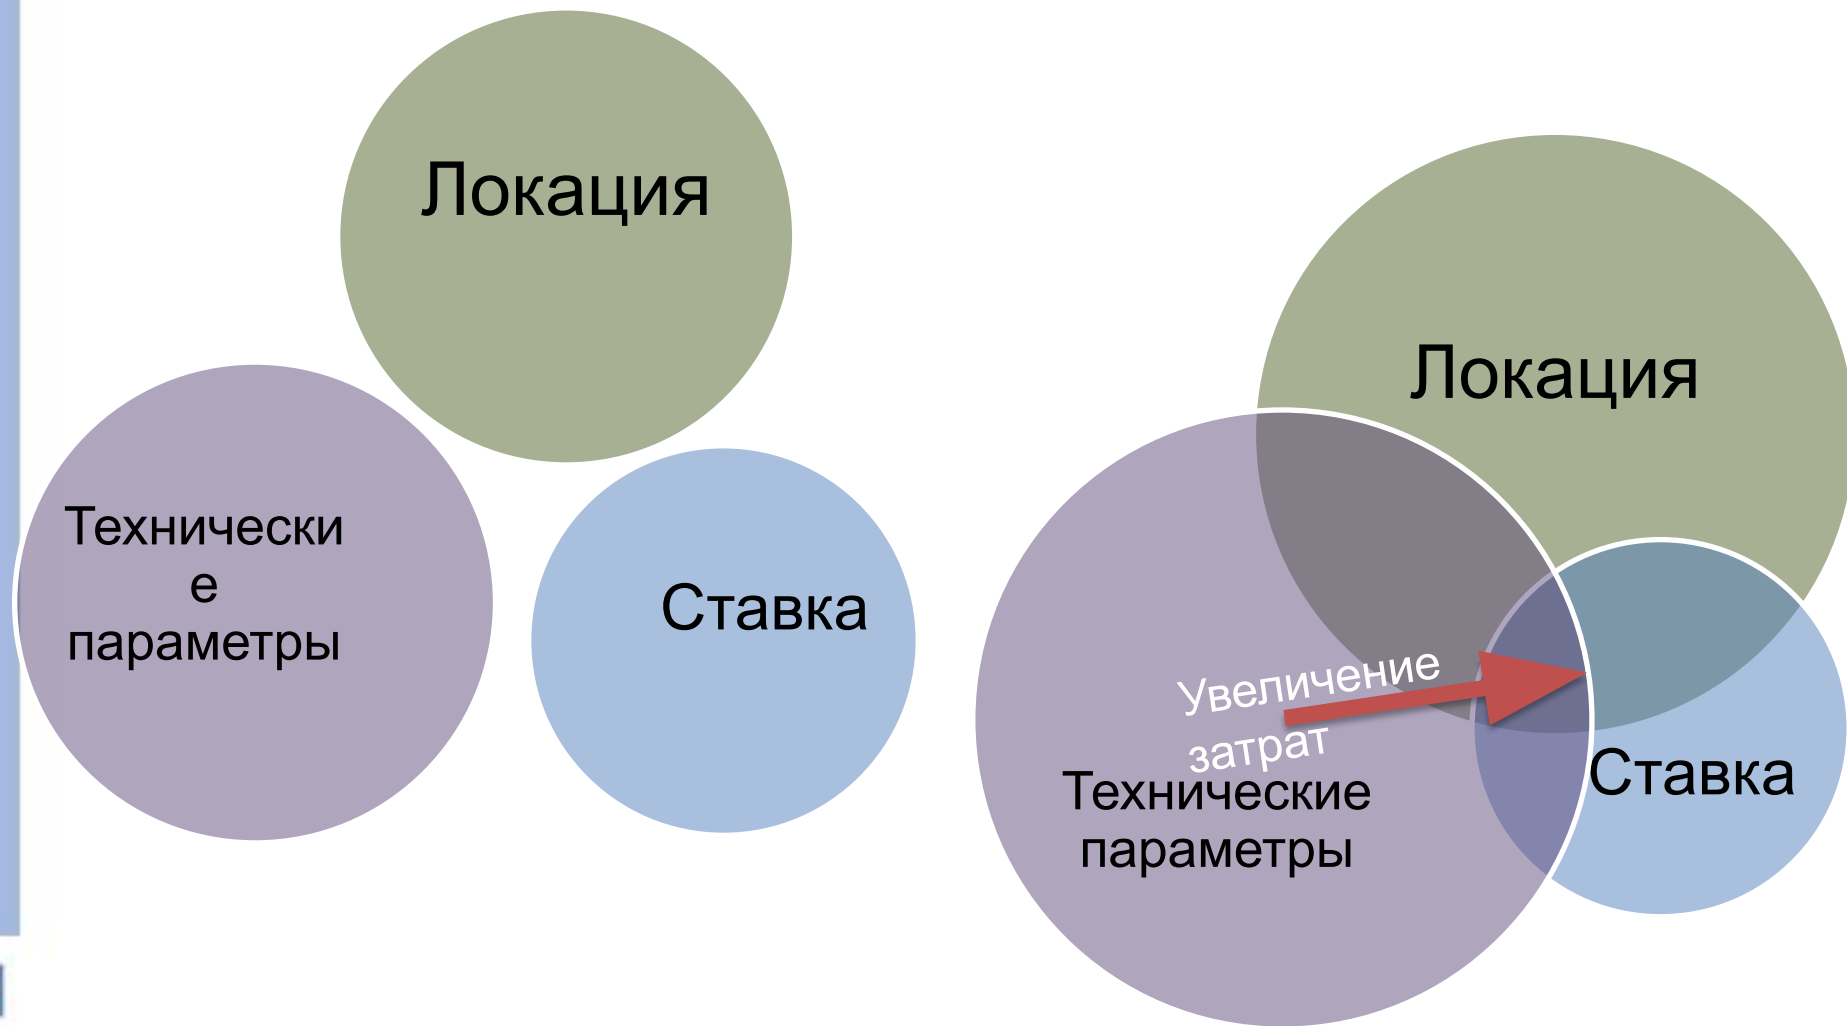 Локация
Технически
е
параметры
Ставка
Локация
Увеличение
затрат
Технические
параметры
Ставка